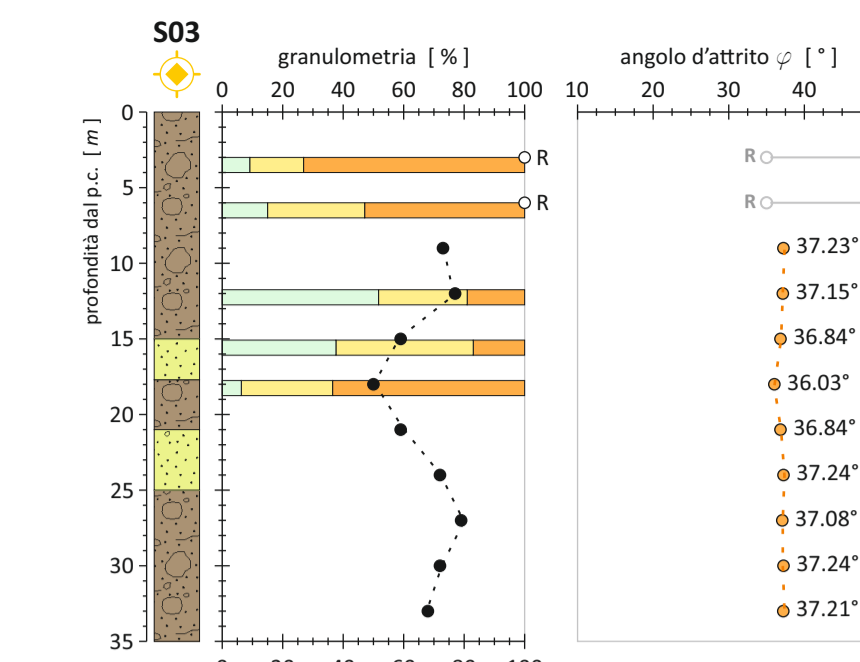 S03
granulometria [ % ]
angolo d'attrito φ [ ° ]
0 20 40 60 80 100
10 20 30 40
profondità dal p.c. [ m ]
0
5
10
15
20
25
30
35
R
R
R
R
37.23°
37.15°
36.84°
36.03°
36.84°
37.24°
37.08°
37.24°
37.21°